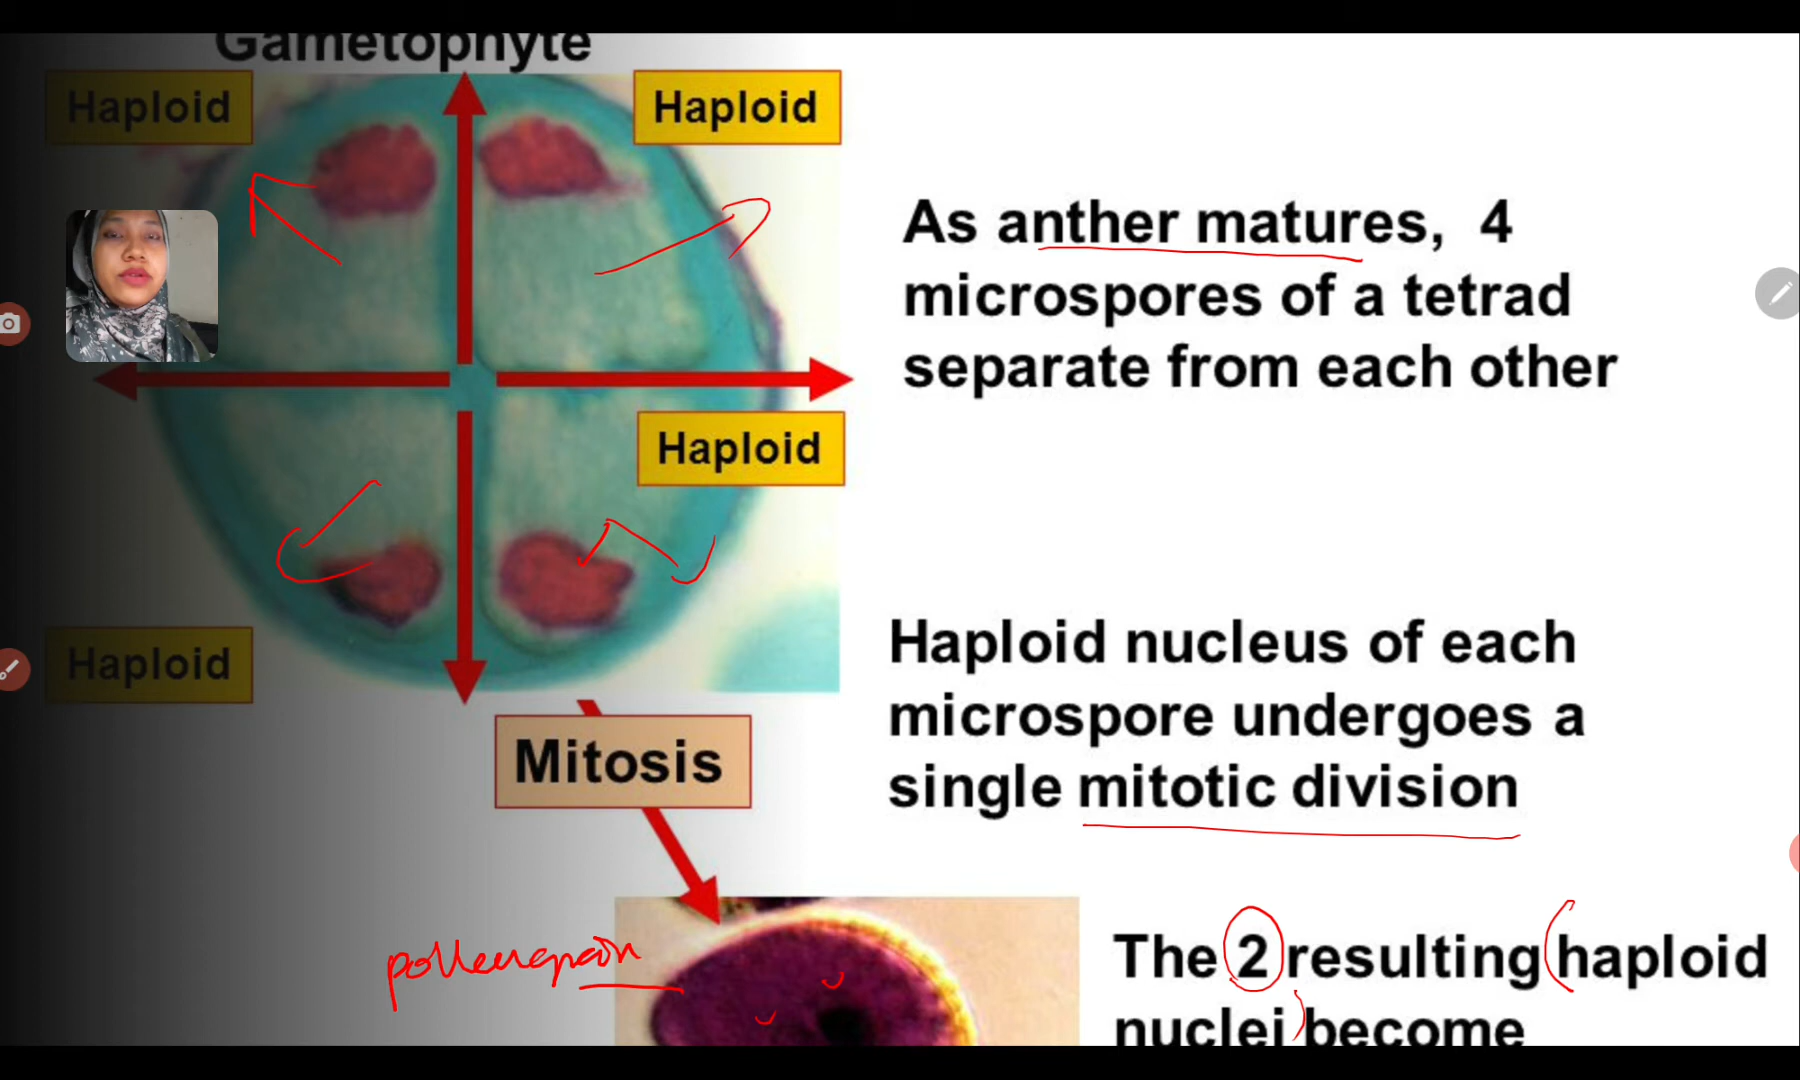 Gametophyte
Haploid
Haploid
As anther matures, 4
microspores of a tetrad
separate from each other
Haploid
Haploid
Haploid nucleus of each
microspore undergoes a
single mitotic division
Mitosis
The 2 resulting haploid
nuclei become